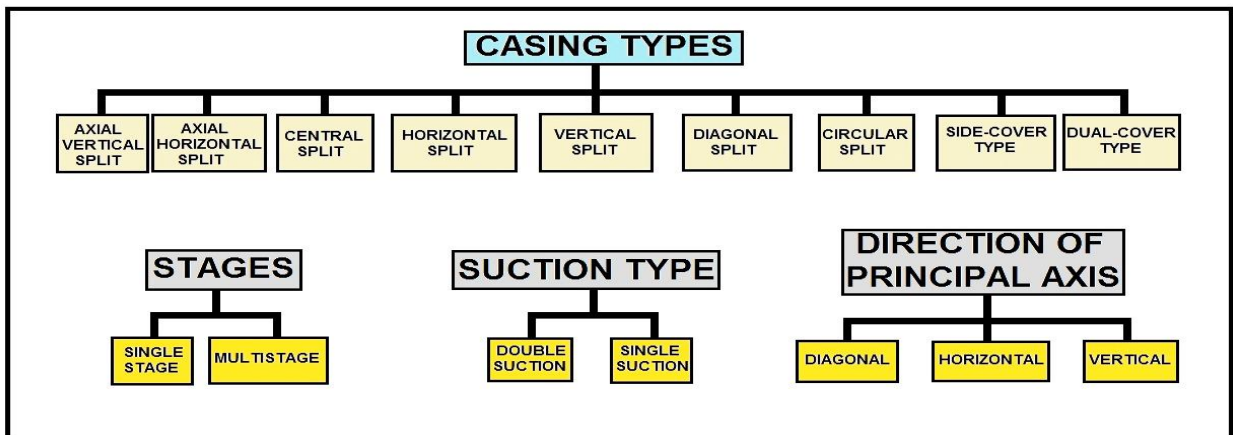 CASING TYPES
AXIAL
VERTICAL
SPLIT
AXIAL
HORIZONTAL
SPLIT
CENTRAL
SPLIT
HORIZONTAL
SPLIT
VERTICAL
SPLIT
DIAGONAL
SPLIT
CIRCULAR
SPLIT
SIDE-COVER
TYPE
DUAL-COVER
TYPE
STAGES
SINGLE
STAGE
MULTISTAGE
SUCTION TYPE
DOUBLE
SUCTION
SINGLE
SUCTION
DIRECTION OF
PRINCIPAL AXIS
DIAGONAL
HORIZONTAL
VERTICAL